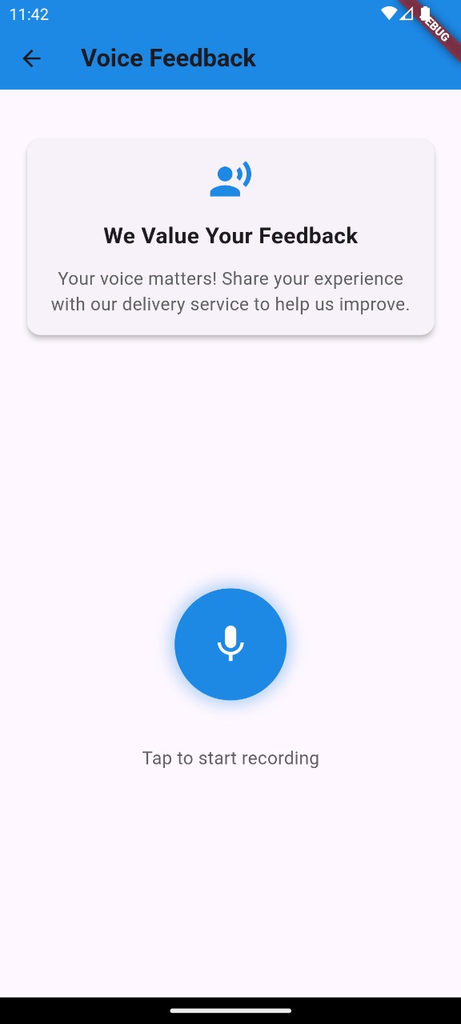 11:42
DEBUG
Voice Feedback
We Value Your Feedback
Your voice matters! Share your experience
with our delivery service to help us improve.
Tap to start recording